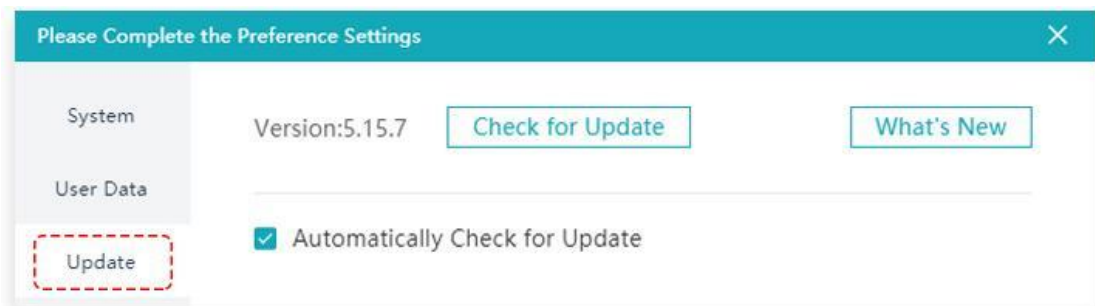 Please Complete the Preference Settings
System
Version:5.15.7 Check for Update What's New
User Data
Automatically Check for Update
Update